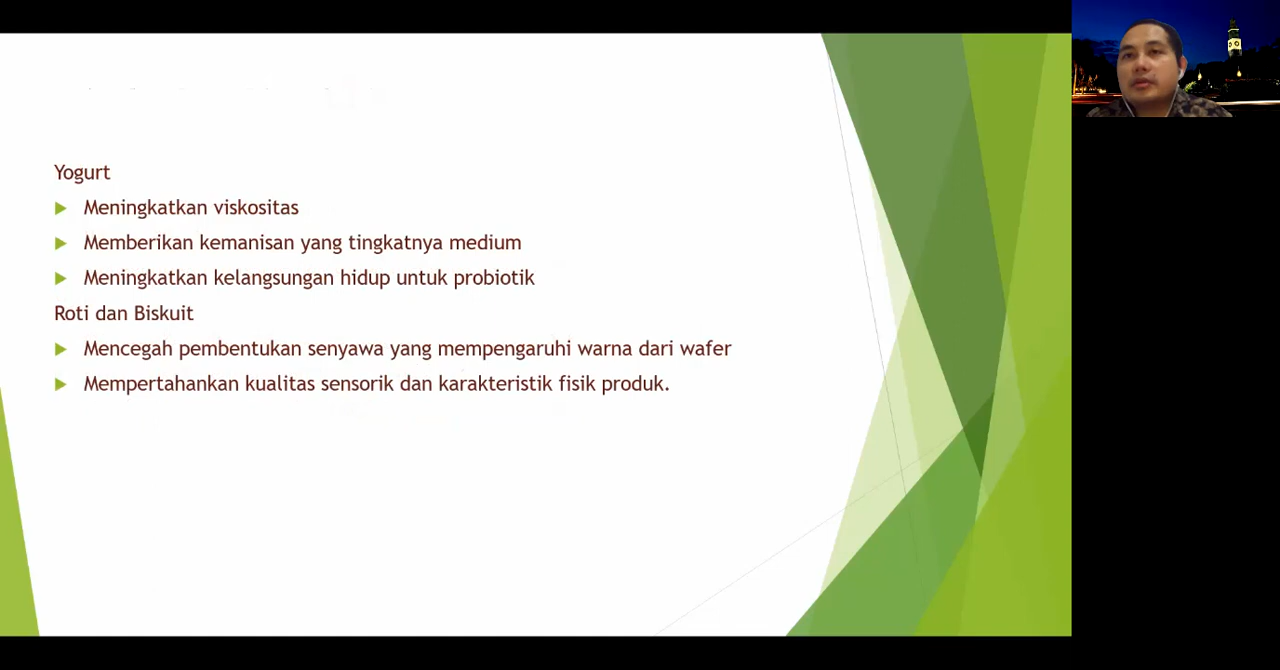 Yogurt
Meningkatkan viskositas
Memberikan kemanisan yang tingkatnya medium
Meningkatkan kelangsungan hidup untuk probiotik
Roti dan Biskuit
Mencegah pembentukan senyawa yang mempengaruhi warna dari wafer
Mempertahankan kualitas sensorik dan karakteristik fisik produk.